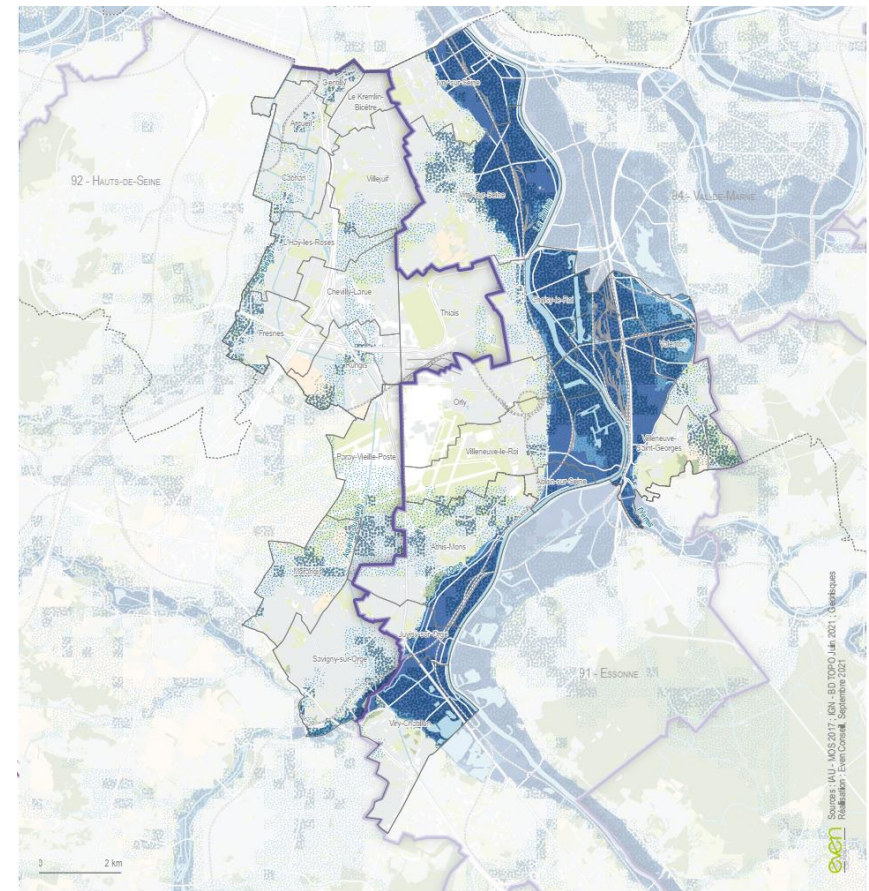 Gentilly
Ivry-sur-Seine
Le Kremlin-
Bicêtre
Arcueil
92 - HAUTS-DE-SEINE
Cachan
Villejuif
Vitry-sur-Seine
94 - VAL-DE-MARNE
L'Haÿ-les-Roses
Chevilly-Larue
Choisy-le-Roi
Thiais
Fresnes
Valenton
Rungis
Orly
Villeneuve-
Saint-Georges
Paray-Vieille-Poste
Villeneuve-le-Roi
Ablon-sur-Seine
Athis-Mons
Juvisy-sur-Orge
Savigny-sur-Orge
91 - ESSONNE
Viry-Châtillon
0 2 km
even
Sources : IAU - MOS 2017 ; IGN - BD TOPO Juin 2021 ; Géorisques
Réalisation : Even Conseil, Septembre 2021